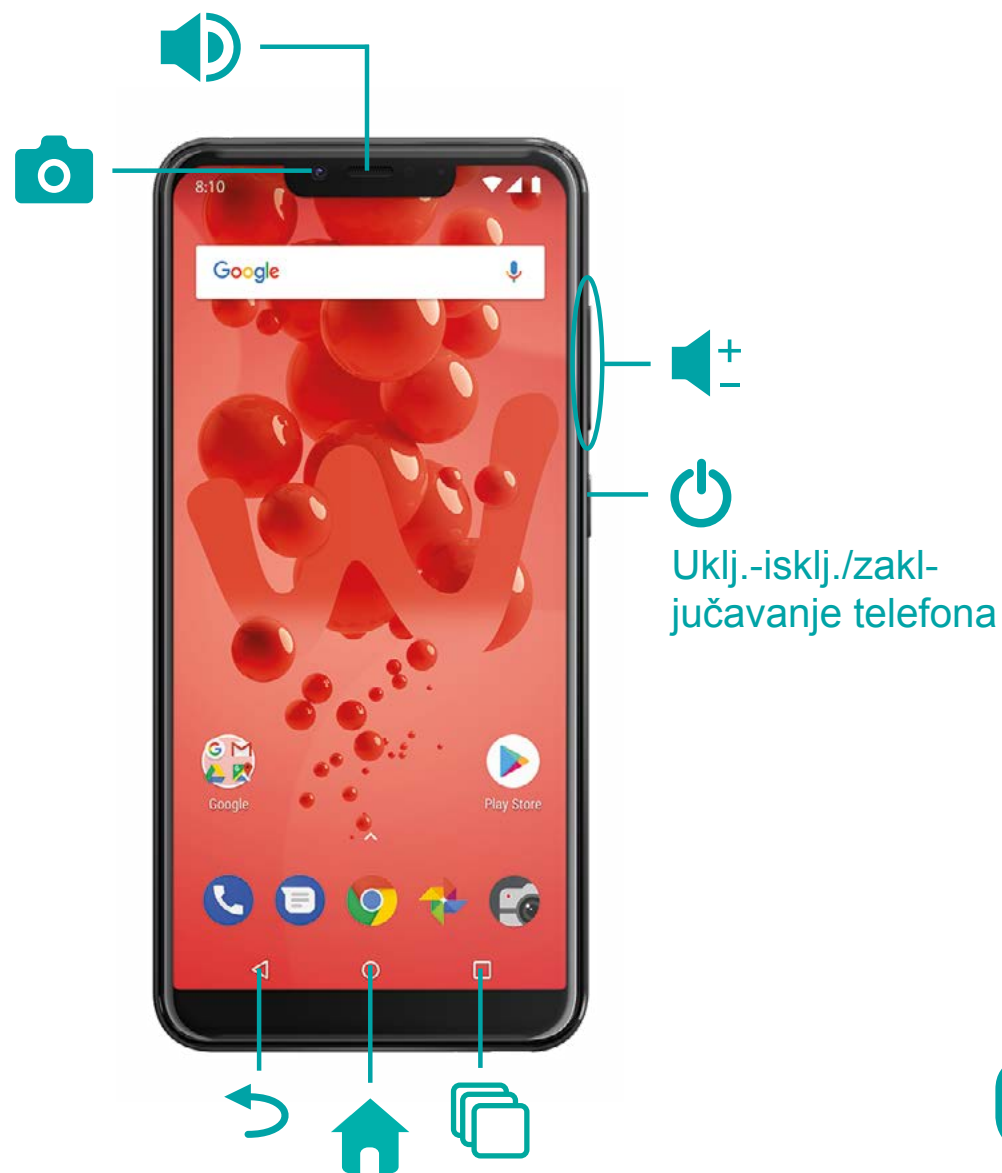 8:10
Google
+
-
Uklj.-isklj./zakl-
jučavanje telefona
Google
Play Store